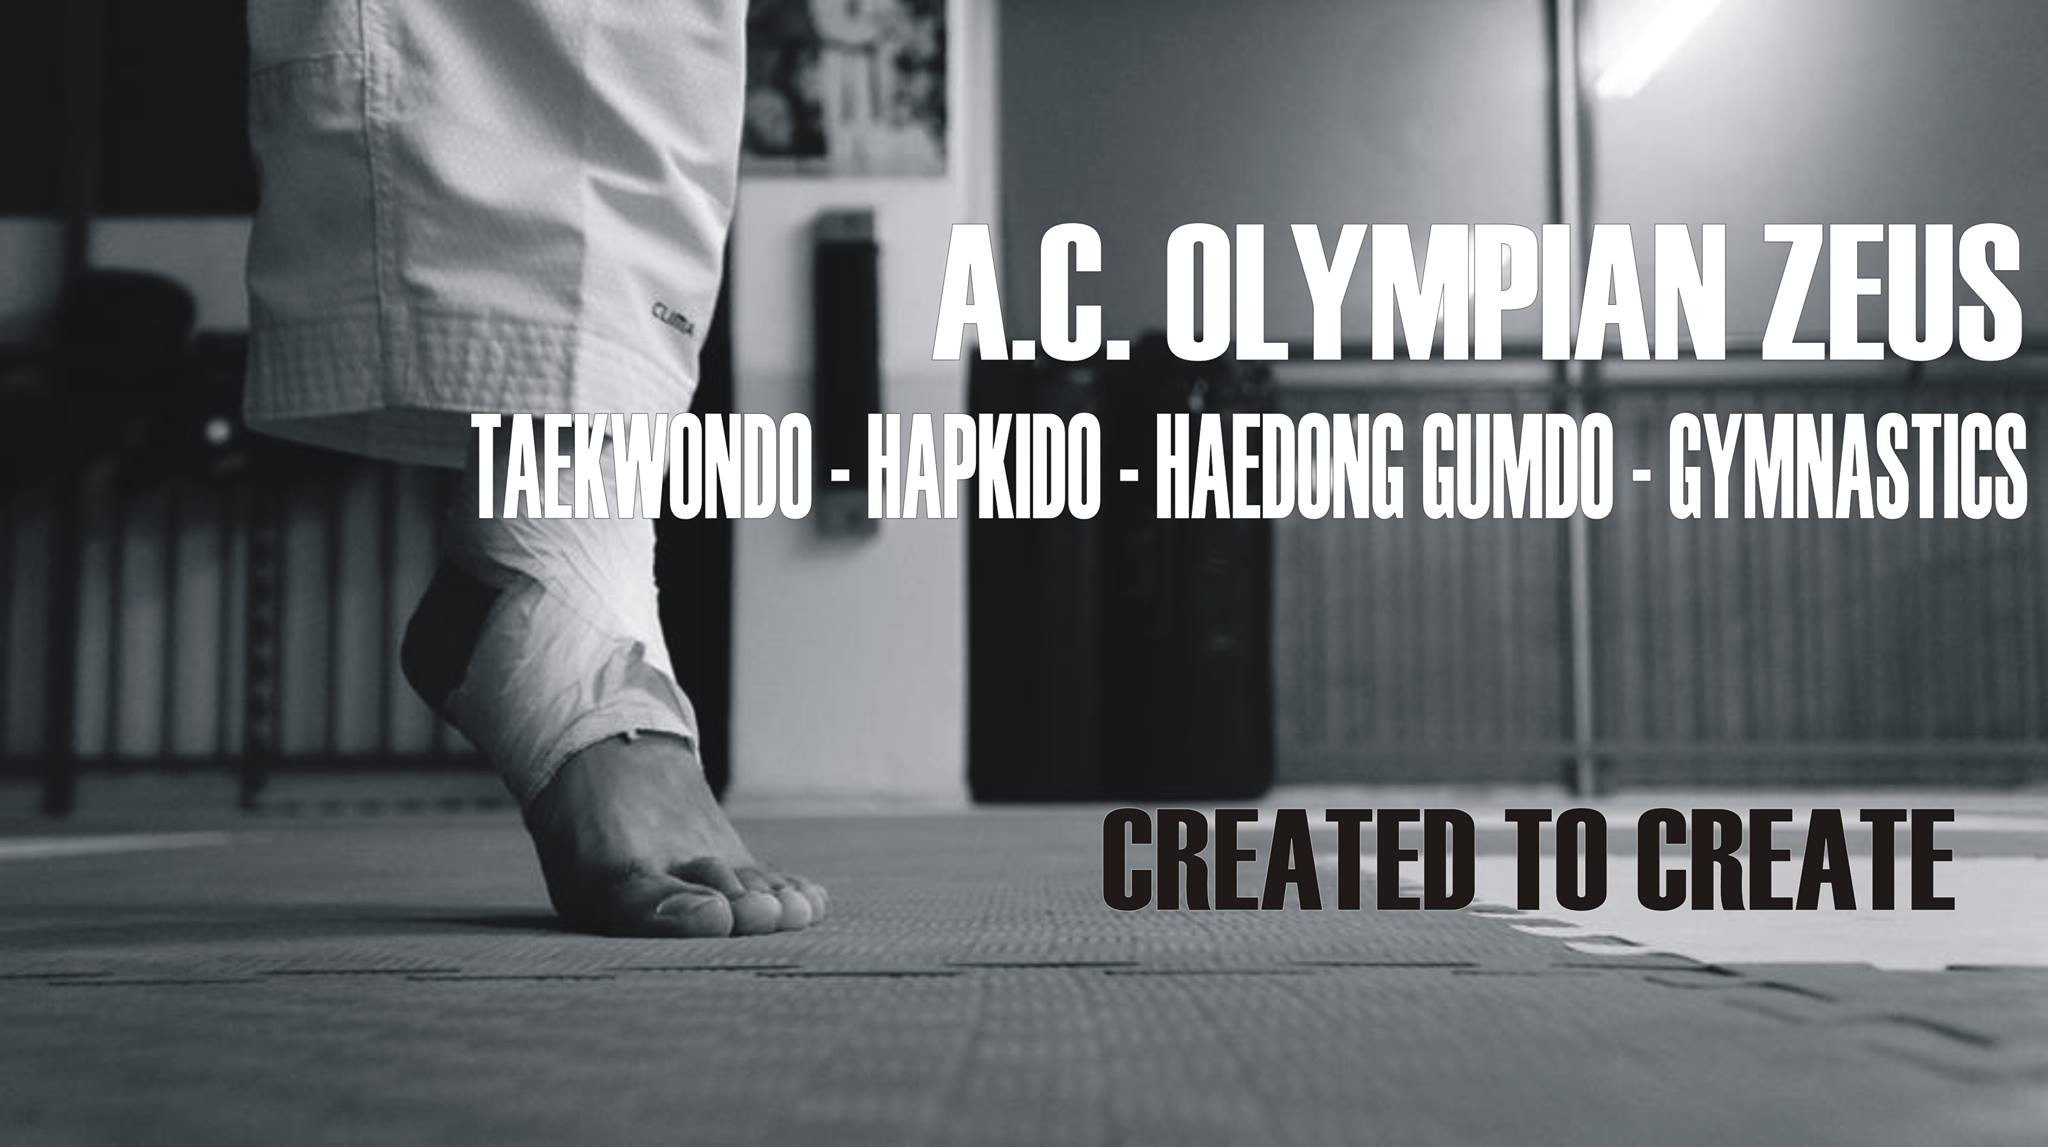 A.C. OLYMPIAN ZEUS
TAEKWONDO - HAPKIDO - HAEDONG GUMDO - GYMNASTICS
CREATED TO CREATE